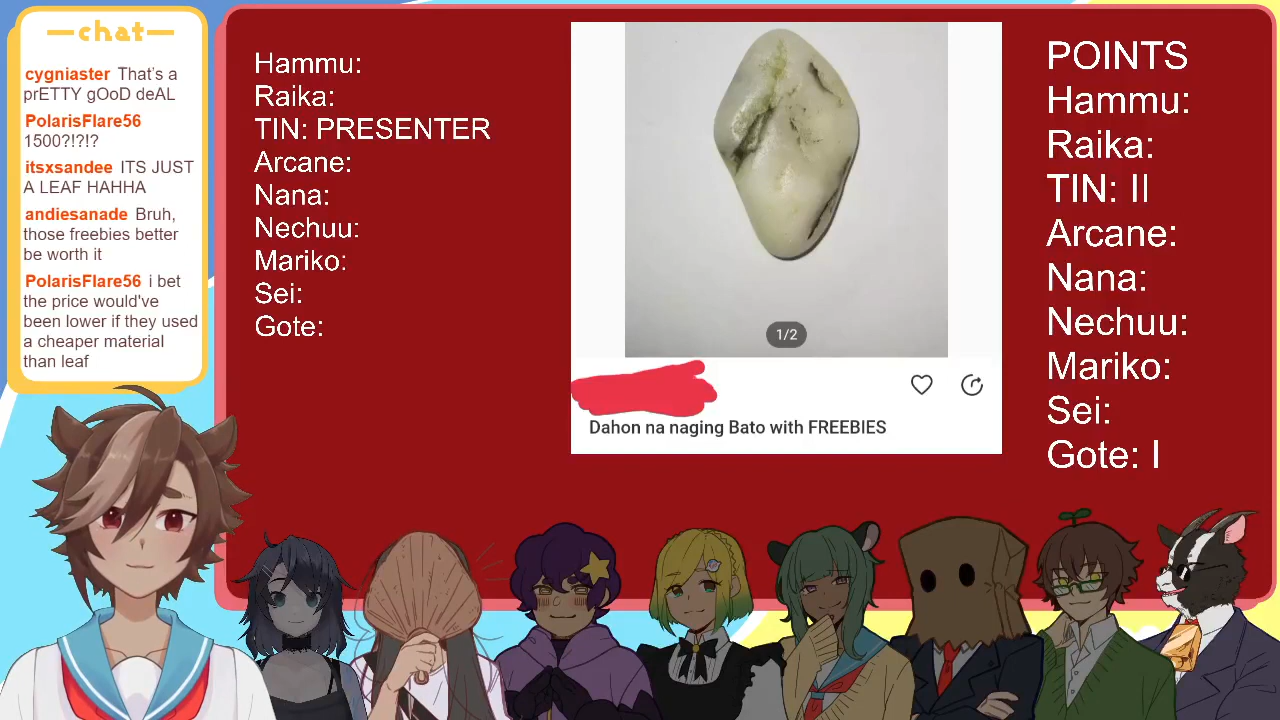 chat
cygniaster That's a
prETTY gOoD deAL
PolarisFlare56
1500?!?!?
itsxsandee ITS JUST
A LEAF HAHHA
andiesanade Bruh,
those freebies better
be worth it
PolarisFlare56 i bet
the price would've
been lower if they used
a cheaper material
than leaf
Hammu:
Raika:
TIN: PRESENTER
Arcane:
Nana:
Nechuu:
Mariko:
Sei:
Gote:
1/2
Dahon na naging Bato with FREEBIES
POINTS
Hammu:
Raika:
TIN: II
Arcane:
Nana:
Nechuu:
Mariko:
Sei:
Gote: I